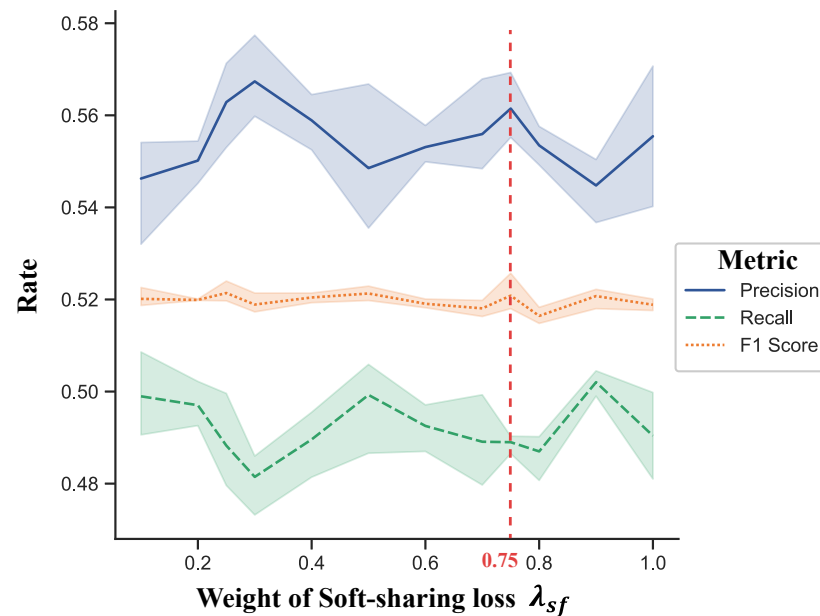 0.58
0.56
0.54
0.52
0.50
0.48
Rate
0.2
0.4
0.6
0.75
0.8
1.0
Weight of Soft-sharing loss λsf
Metric
Precision
Recall
F1 Score